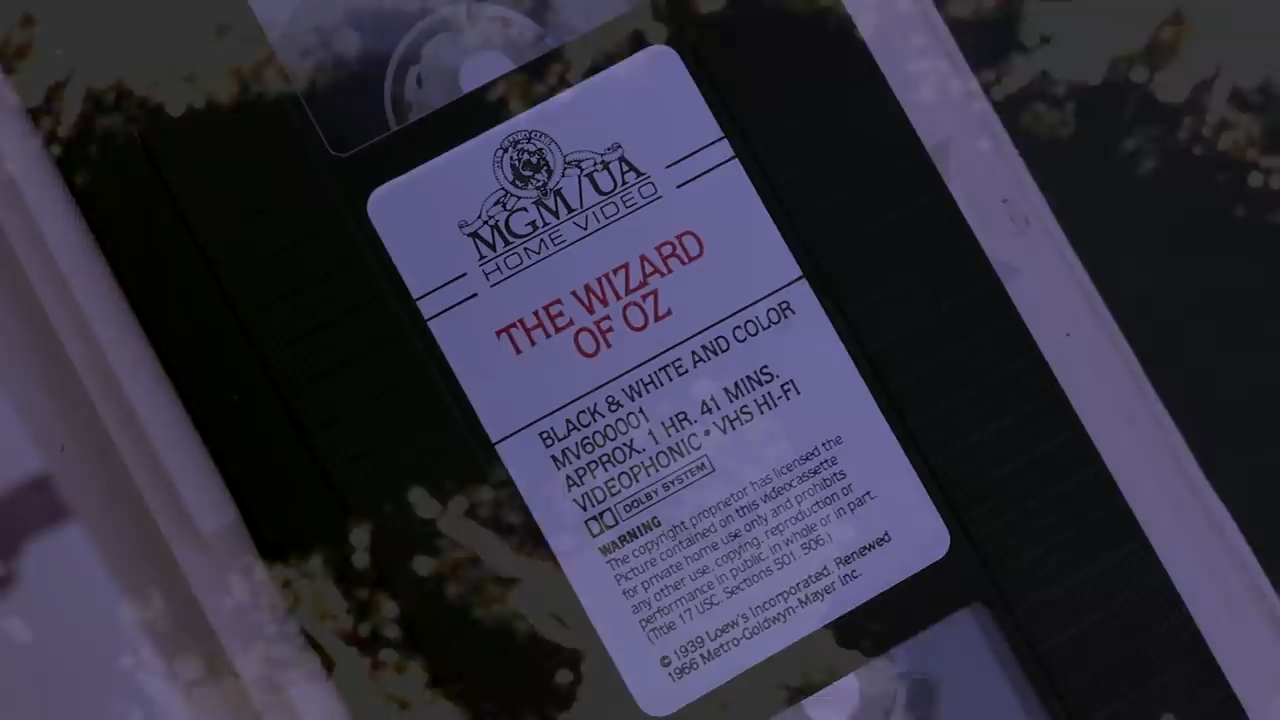 MGM/UA
HOME VIDEO
THE WIZARD
OF OZ
BLACK & WHITE AND COLOR
MV600001
APPROX. 1 HR. 41 MINS.
VIDEOPHONIC • VHS HI-FI
DOLBY SYSTEM
WARNING
The copyright proprietor has licensed the
Picture contained on this videocassette
for private home use only and prohibits
any other use, copying, reproduction or
performance in public, in whole or in part.
(Title 17 USC. Sections 501, 506.)
© 1939 Loew's Incorporated. Renewed
1966 Metro-Goldwyn-Mayer Inc.